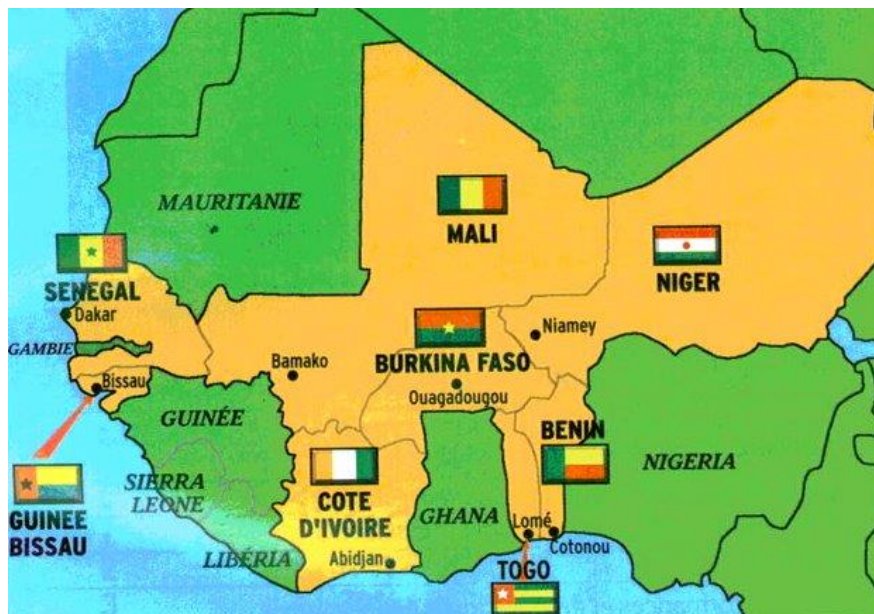 MAURITANIE
MALI
NIGER
SENEGAL
Dakar
GAMBIE
Niamey
BURKINA FASO
Bamako
Bissau
Ouagadougou
GUINÉE
BENIN
NIGERIA
SIERRA
LEONE
COTE
D'IVOIRE
GHANA
GUINEE
BISSAU
Lomé
Cotonou
LIBÉRIA
Abidjan
TOGO